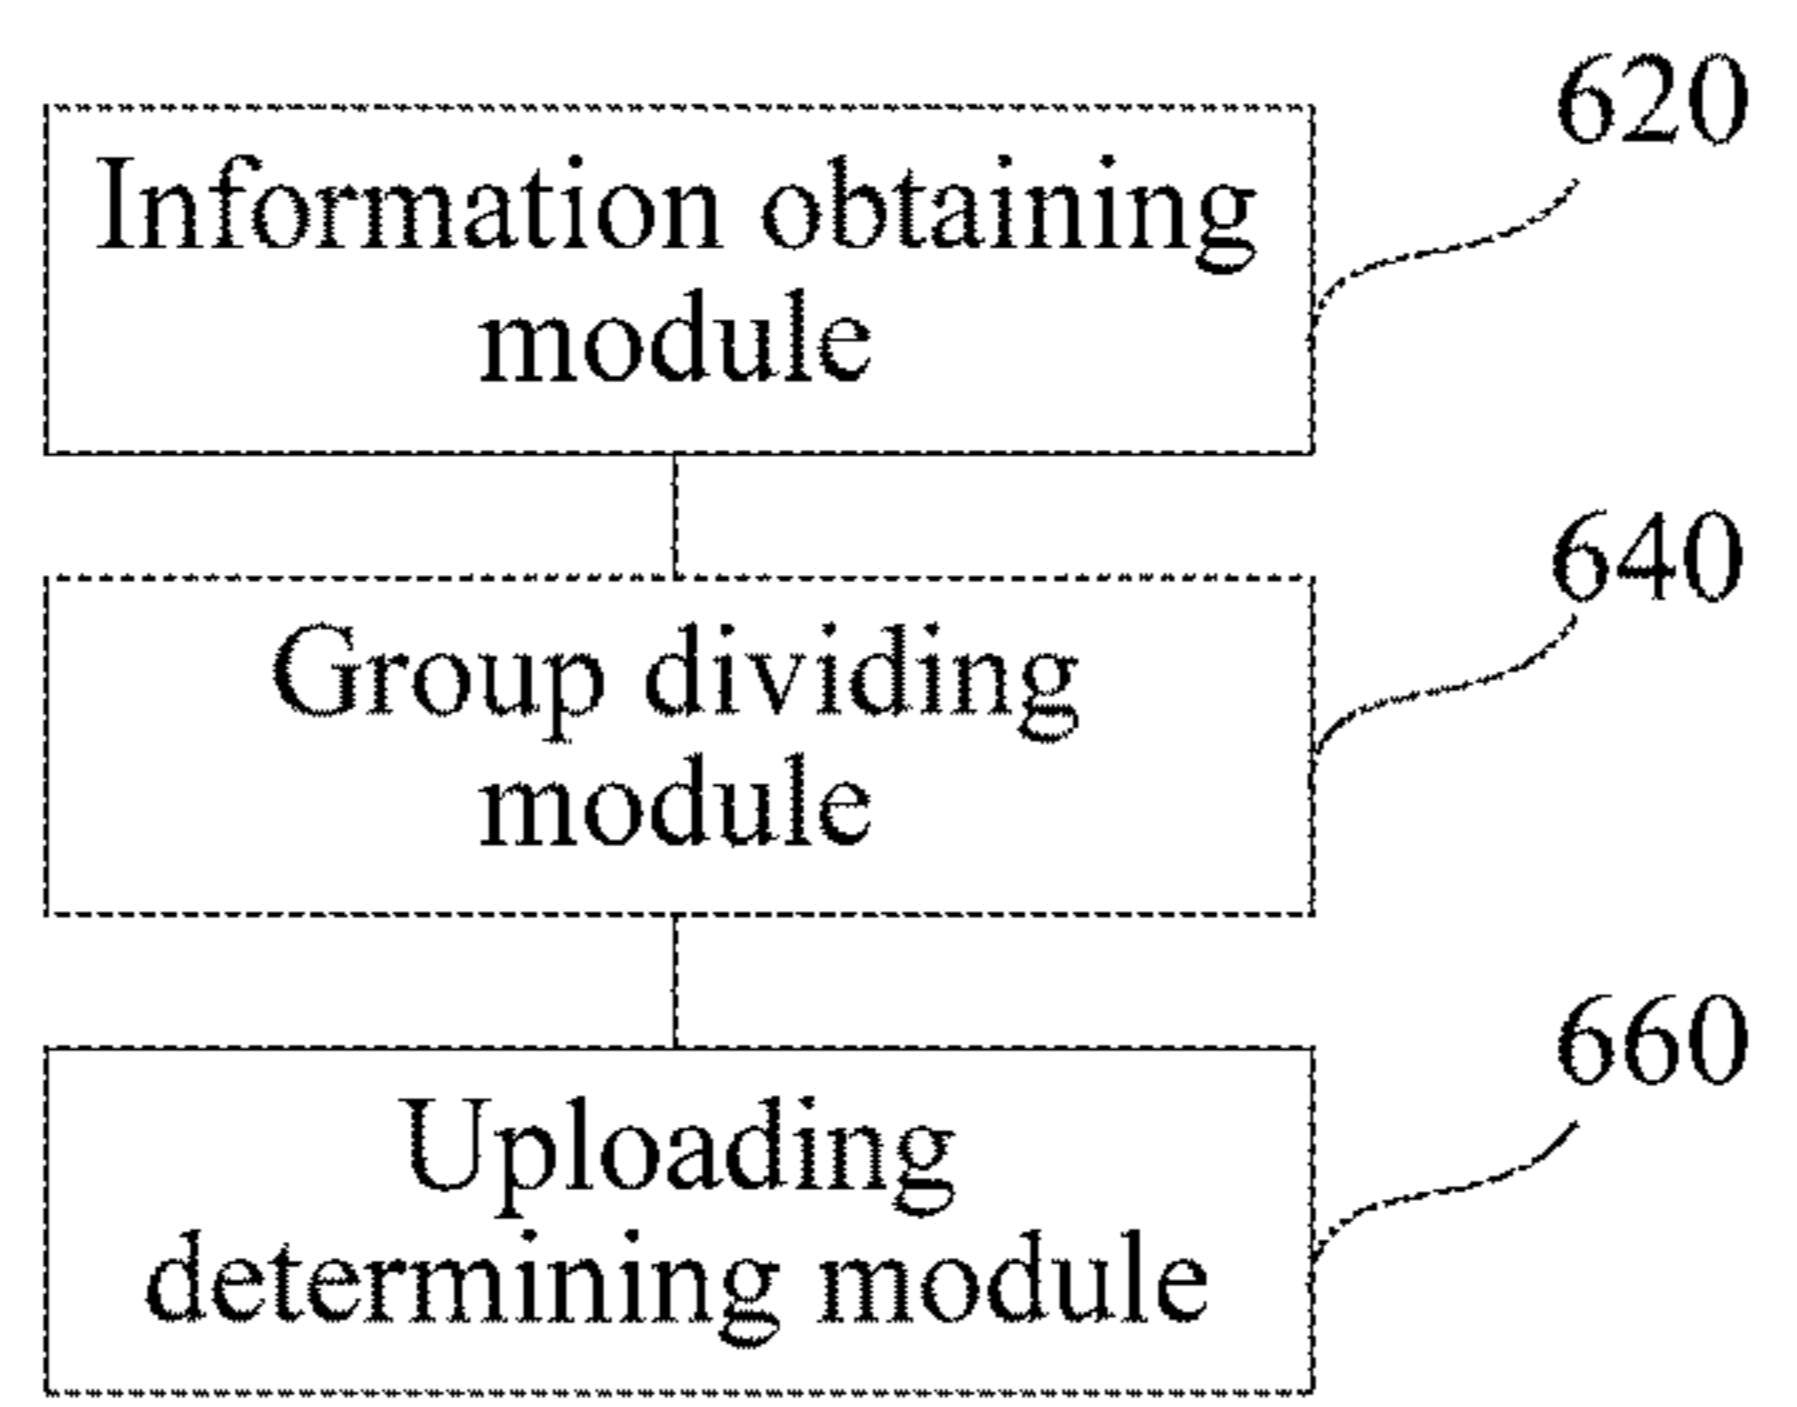 620
Information obtaining
module
640
Group dividing
module
660
Uploading
determining module